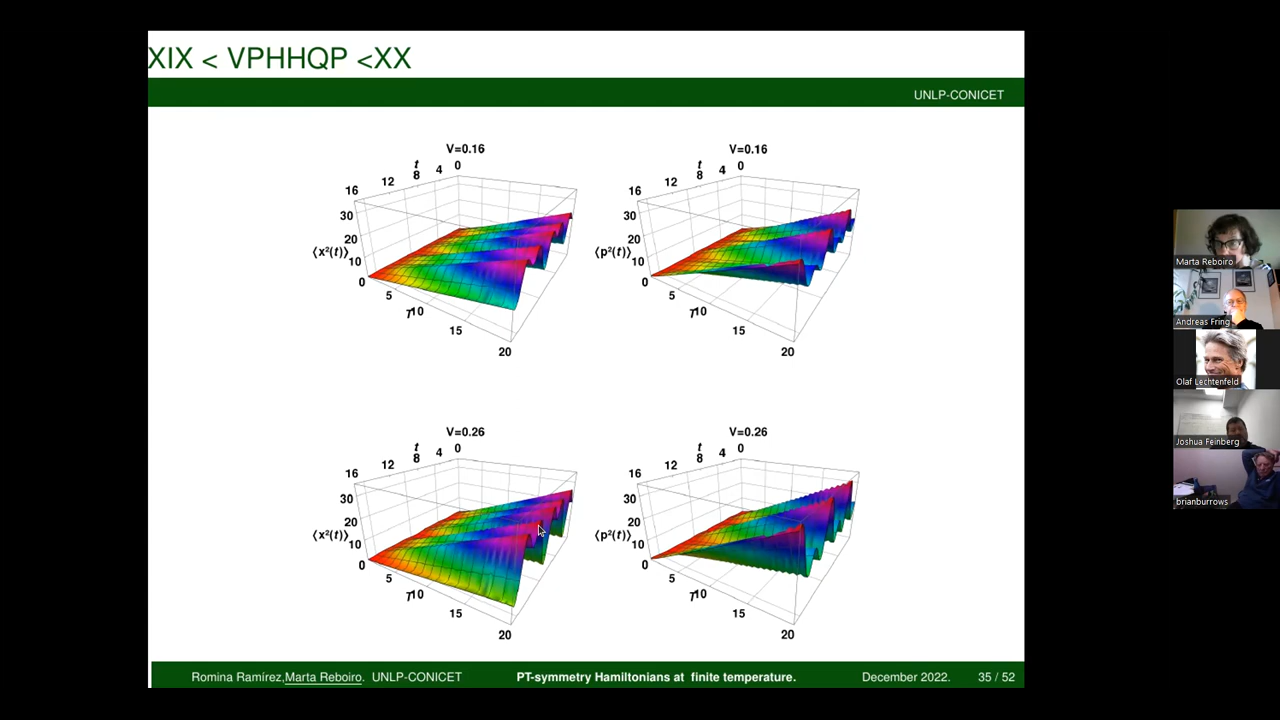 XIX < VPHHQP <XX
UNLP-CONICET
V=0.16
t
16 12 8 4 0
30
20
⟨x²(t)⟩
10
0
5
T
10
15
20
V=0.16
t
16 12 8 4 0
30
20
⟨p²(t)⟩
10
0
5
T
10
15
20
V=0.26
t
16 12 8 4 0
30
20
⟨x²(t)⟩
10
0
5
T
10
15
20
V=0.26
t
16 12 8 4 0
30
20
⟨p²(t)⟩
10
0
5
T
10
15
20
Romina Ramírez,Marta Reboiro. UNLP-CONICET PT-symmetry Hamiltonians at finite temperature. December 2022. 35 / 52
Marta Reboiro
Andreas Fring
Olaf Lechtenfeld
Joshua Feinberg
brianburrows